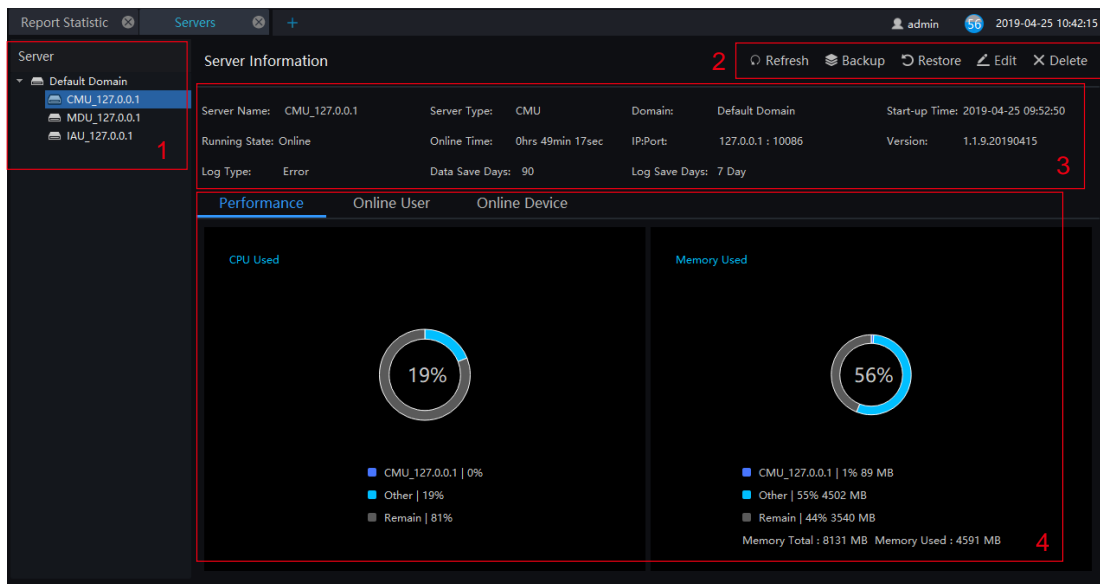 Report Statistic Servers + admin 56 2019-04-25 10:42:15
Server
Default Domain
CMU_127.0.0.1
MDU_127.0.0.1
IAU_127.0.0.1
1
Server Information 2 Refresh Backup Restore Edit Delete
Server Name: CMU_127.0.0.1 Server Type: CMU Domain: Default Domain Start-up Time: 2019-04-25 09:52:50
Running State: Online Online Time: 0hrs 49min 17sec IP:Port: 127.0.0.1 : 10086 Version: 1.1.9.20190415
Log Type: Error Data Save Days: 90 Log Save Days: 7 Day
3
Performance Online User Online Device
CPU Used
19%
CMU_127.0.0.1 | 0%
Other | 19%
Remain | 81%
Memory Used
56%
CMU_127.0.0.1 | 1% 89 MB
Other | 55% 4502 MB
Remain | 44% 3540 MB
Memory Total : 8131 MB Memory Used : 4591 MB
4